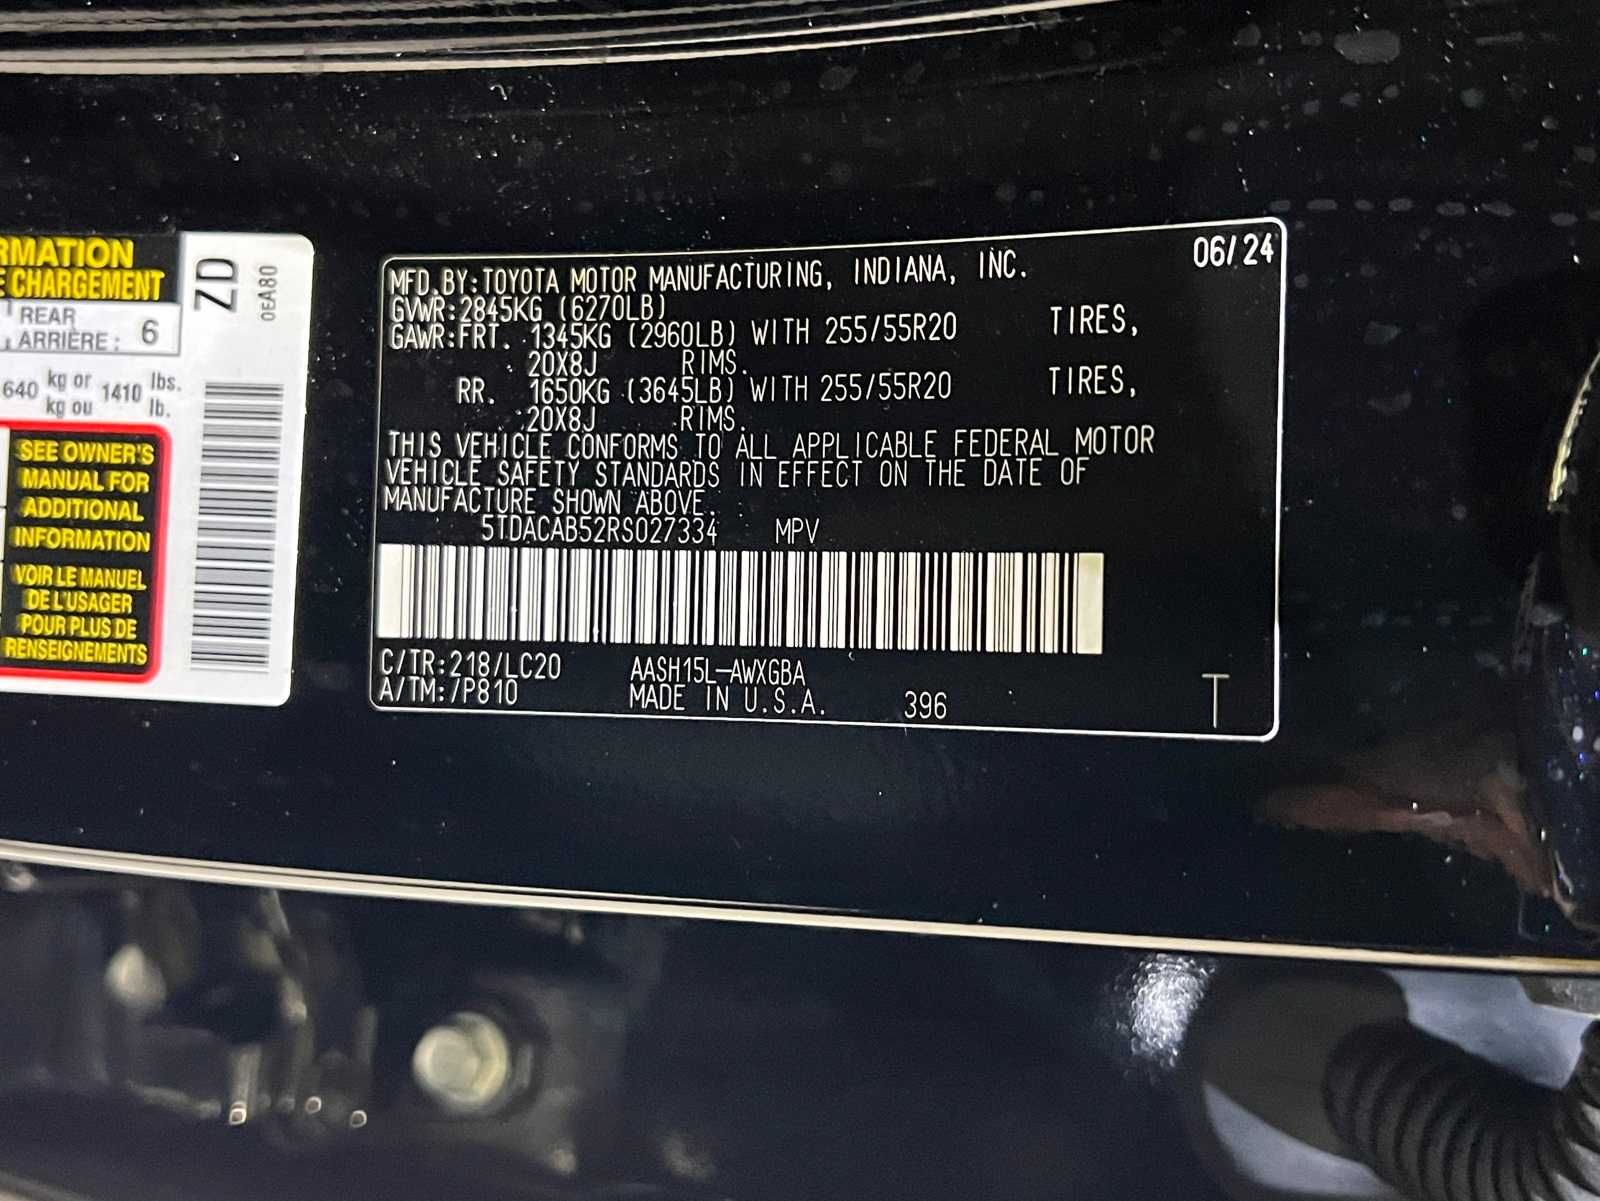 RMATION
E CHARGEMENT
REAR
ARRIÈRE : 6
640 kg or 1410 lbs.
kg ou lb.
SEE OWNER'S
MANUAL FOR
ADDITIONAL
INFORMATION
VOIR LE MANUEL
DE L'USAGER
POUR PLUS DE
RENSEIGNEMENTS
ZD
0EA80
06/24
MFD.BY:TOYOTA MOTOR MANUFACTURING, INDIANA, INC.
GVWR:2845KG (6270LB)
GAWR:FRT. 1345KG (2960LB) WITH 255/55R20 TIRES,
20X8J RIMS.
RR. 1650KG (3645LB) WITH 255/55R20 TIRES,
20X8J RIMS.
THIS VEHICLE CONFORMS TO ALL APPLICABLE FEDERAL MOTOR
VEHICLE SAFETY STANDARDS IN EFFECT ON THE DATE OF
MANUFACTURE SHOWN ABOVE.
5TDACAB52RS027334 MPV
C/TR:218/LC20 AASH15L-AWXGBA
A/TM:/P810 MADE IN U.S.A. 396 T